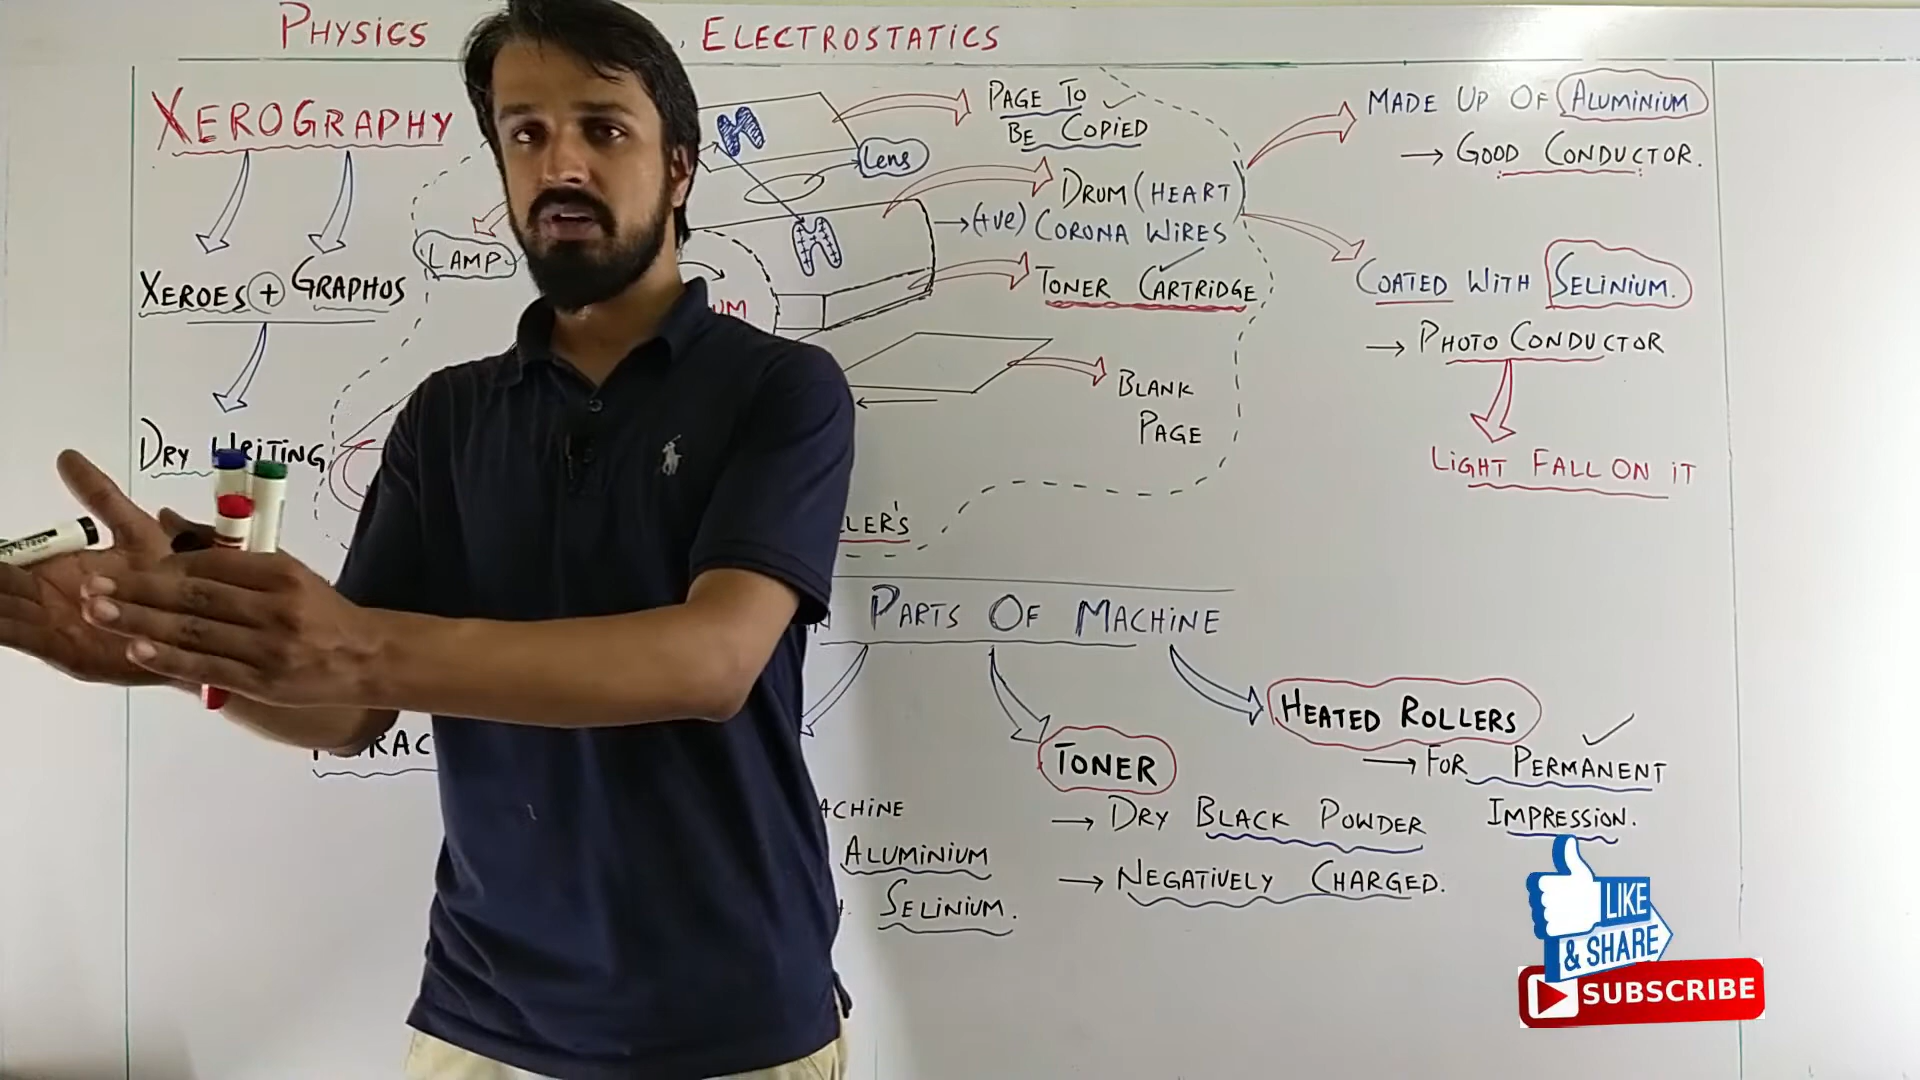 PHYSICS
ELECTROSTATICS
XEROGRAPHY
XEROES + GRAPHOS
DRY WRITING
LAMP
Lens
PAGE TO
BE COPIED
DRUM (HEART)
→(+ve) CORONA WIRES
TONER CARTRIDGE
BLANK
PAGE
MADE UP OF ALUMINIUM
→ GOOD CONDUCTOR.
COATED WITH SELINIUM.
→ PHOTO CONDUCTOR
LIGHT FALL ON IT
PARTS OF MACHINE
TONER
→ DRY BLACK POWDER
→ NEGATIVELY CHARGED.
HEATED ROLLERS
→ FOR PERMANENT
IMPRESSION.
ALUMINIUM
SELINIUM.
LIKE
& SHARE
SUBSCRIBE